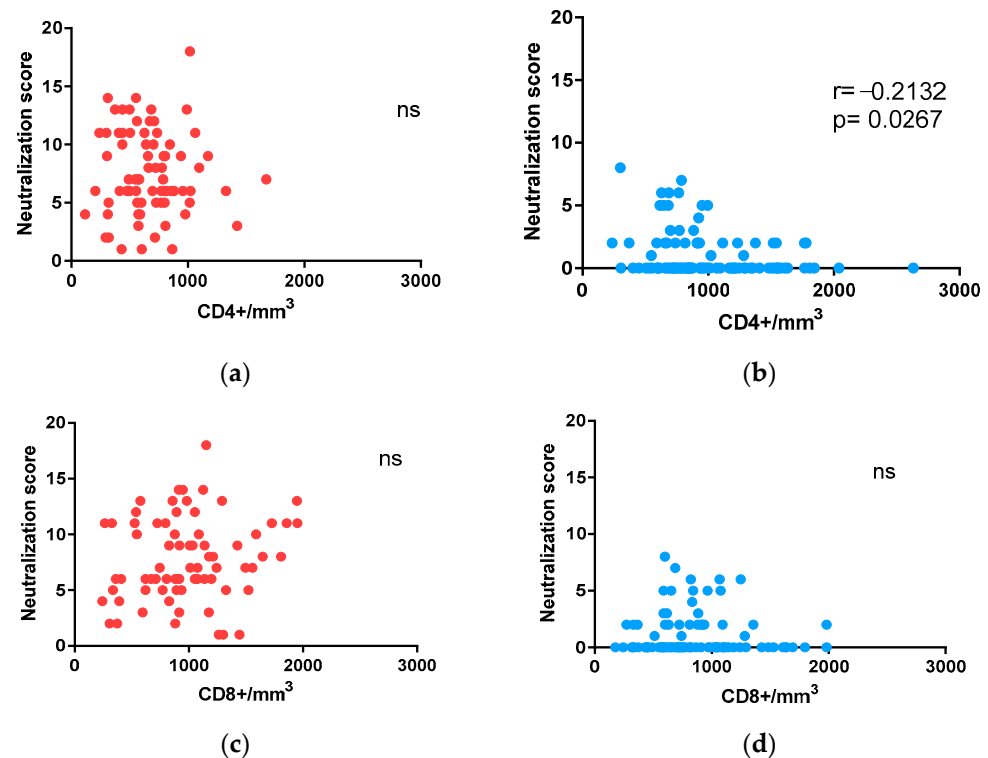 20
15
10
5
0
Neutralization score
ns
0
1000
2000
3000
CD4+/mm3
(a)
20
15
10
5
0
Neutralization score
r= −0.2132
p= 0.0267
0
1000
2000
3000
CD4+/mm3
(b)
20
15
10
5
0
Neutralization score
ns
0
1000
2000
3000
CD8+/mm3
(c)
20
15
10
5
0
Neutralization score
ns
0
1000
2000
3000
CD8+/mm3
(d)